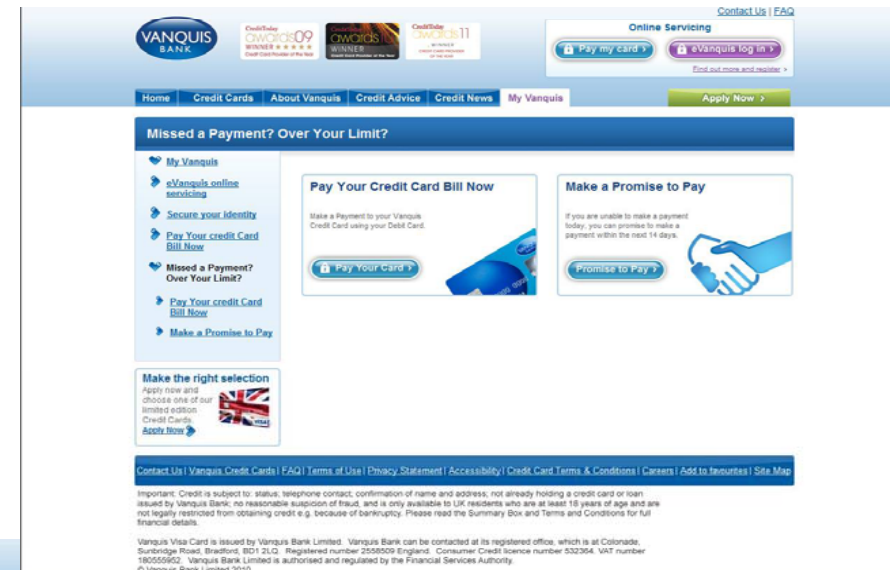 Contact Us | FAQ
VANQUIS
BANK
CreditToday
awards09
WINNER ★★★★★
Credit Card Provider of the Year
CreditToday
awards10
WINNER
CreditToday
awards11
WINNER
Online Servicing
Pay my card >
eVanquis log in >
Find out more and register >
Home Credit Cards About Vanquis Credit Advice Credit News My Vanquis
Apply Now >
Missed a Payment? Over Your Limit?
My Vanquis
eVanquis online
servicing
Secure your identity
Pay Your credit Card
Bill Now
Missed a Payment?
Over Your Limit?
Pay Your credit Card
Bill Now
Make a Promise to Pay
Pay Your Credit Card Bill Now
Make a Payment to your Vanquis
Credit Card using your Debit Card.
Pay Your Card >
Make a Promise to Pay
If you are unable to make a payment
today, you can promise to make a
payment within the next 14 days.
Promise to Pay >
Make the right selection
Apply now and
choose one of our
limited edition
Credit Cards.
Apply Now
VISA
Contact Us | Vanquis Credit Cards | FAQ | Terms of Use | Privacy Statement | Accessibility | Credit Card Terms & Conditions | Careers | Add to favourites | Site Map
Important: Credit is subject to: status; telephone contact; confirmation of name and address; not already holding a credit card or loan
issued by Vanquis Bank; no reasonable suspicion of fraud, and is only available to UK residents who are at least 18 years of age and are
not legally restricted from obtaining credit e.g. because of bankruptcy. Please read the Summary Box and Terms and Conditions for full
financial details.
Vanquis Visa Card is issued by Vanquis Bank Limited. Vanquis Bank can be contacted at its registered office, which is at Colonade,
Sunbridge Road, Bradford, BD1 2LQ. Registered number 2558509 England. Consumer Credit licence number 532364. VAT number
180555952. Vanquis Bank Limited is authorised and regulated by the Financial Services Authority.
© Vanquis Bank Limited 2010